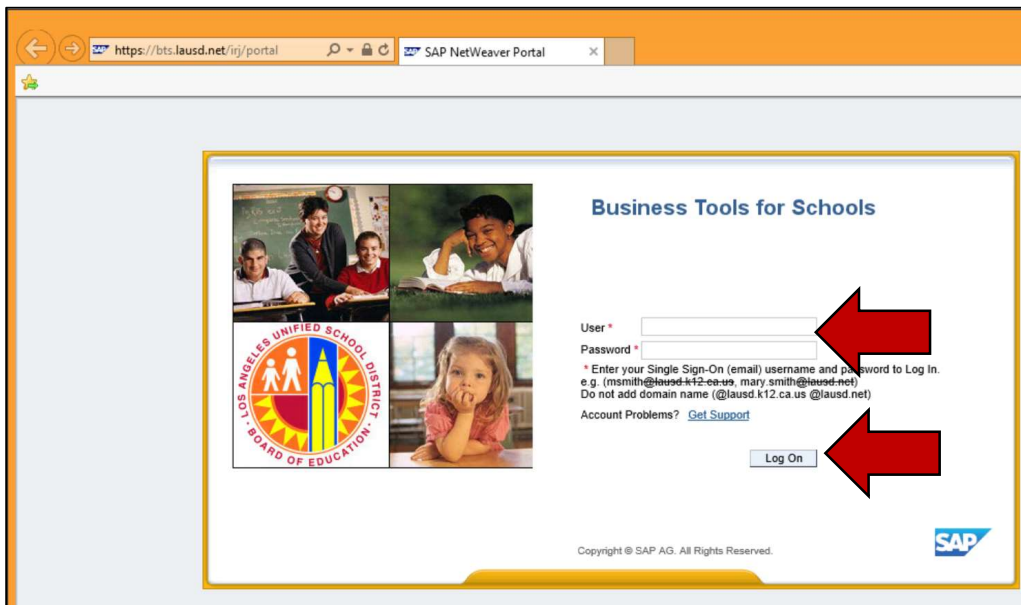 https://bts.lausd.net/irj/portal
SAP NetWeaver Portal
Business Tools for Schools
User *
Password *
* Enter your Single Sign-On (email) username and password to Log In.
e.g. (msmith@lausd.k12.ca.us, mary.smith@lausd.net)
Do not add domain name (@lausd.k12.ca.us @lausd.net)
Account Problems? Get Support
Log On
LOS ANGELES UNIFIED SCHOOL DISTRICT
BOARD OF EDUCATION
Copyright © SAP AG. All Rights Reserved.
SAP